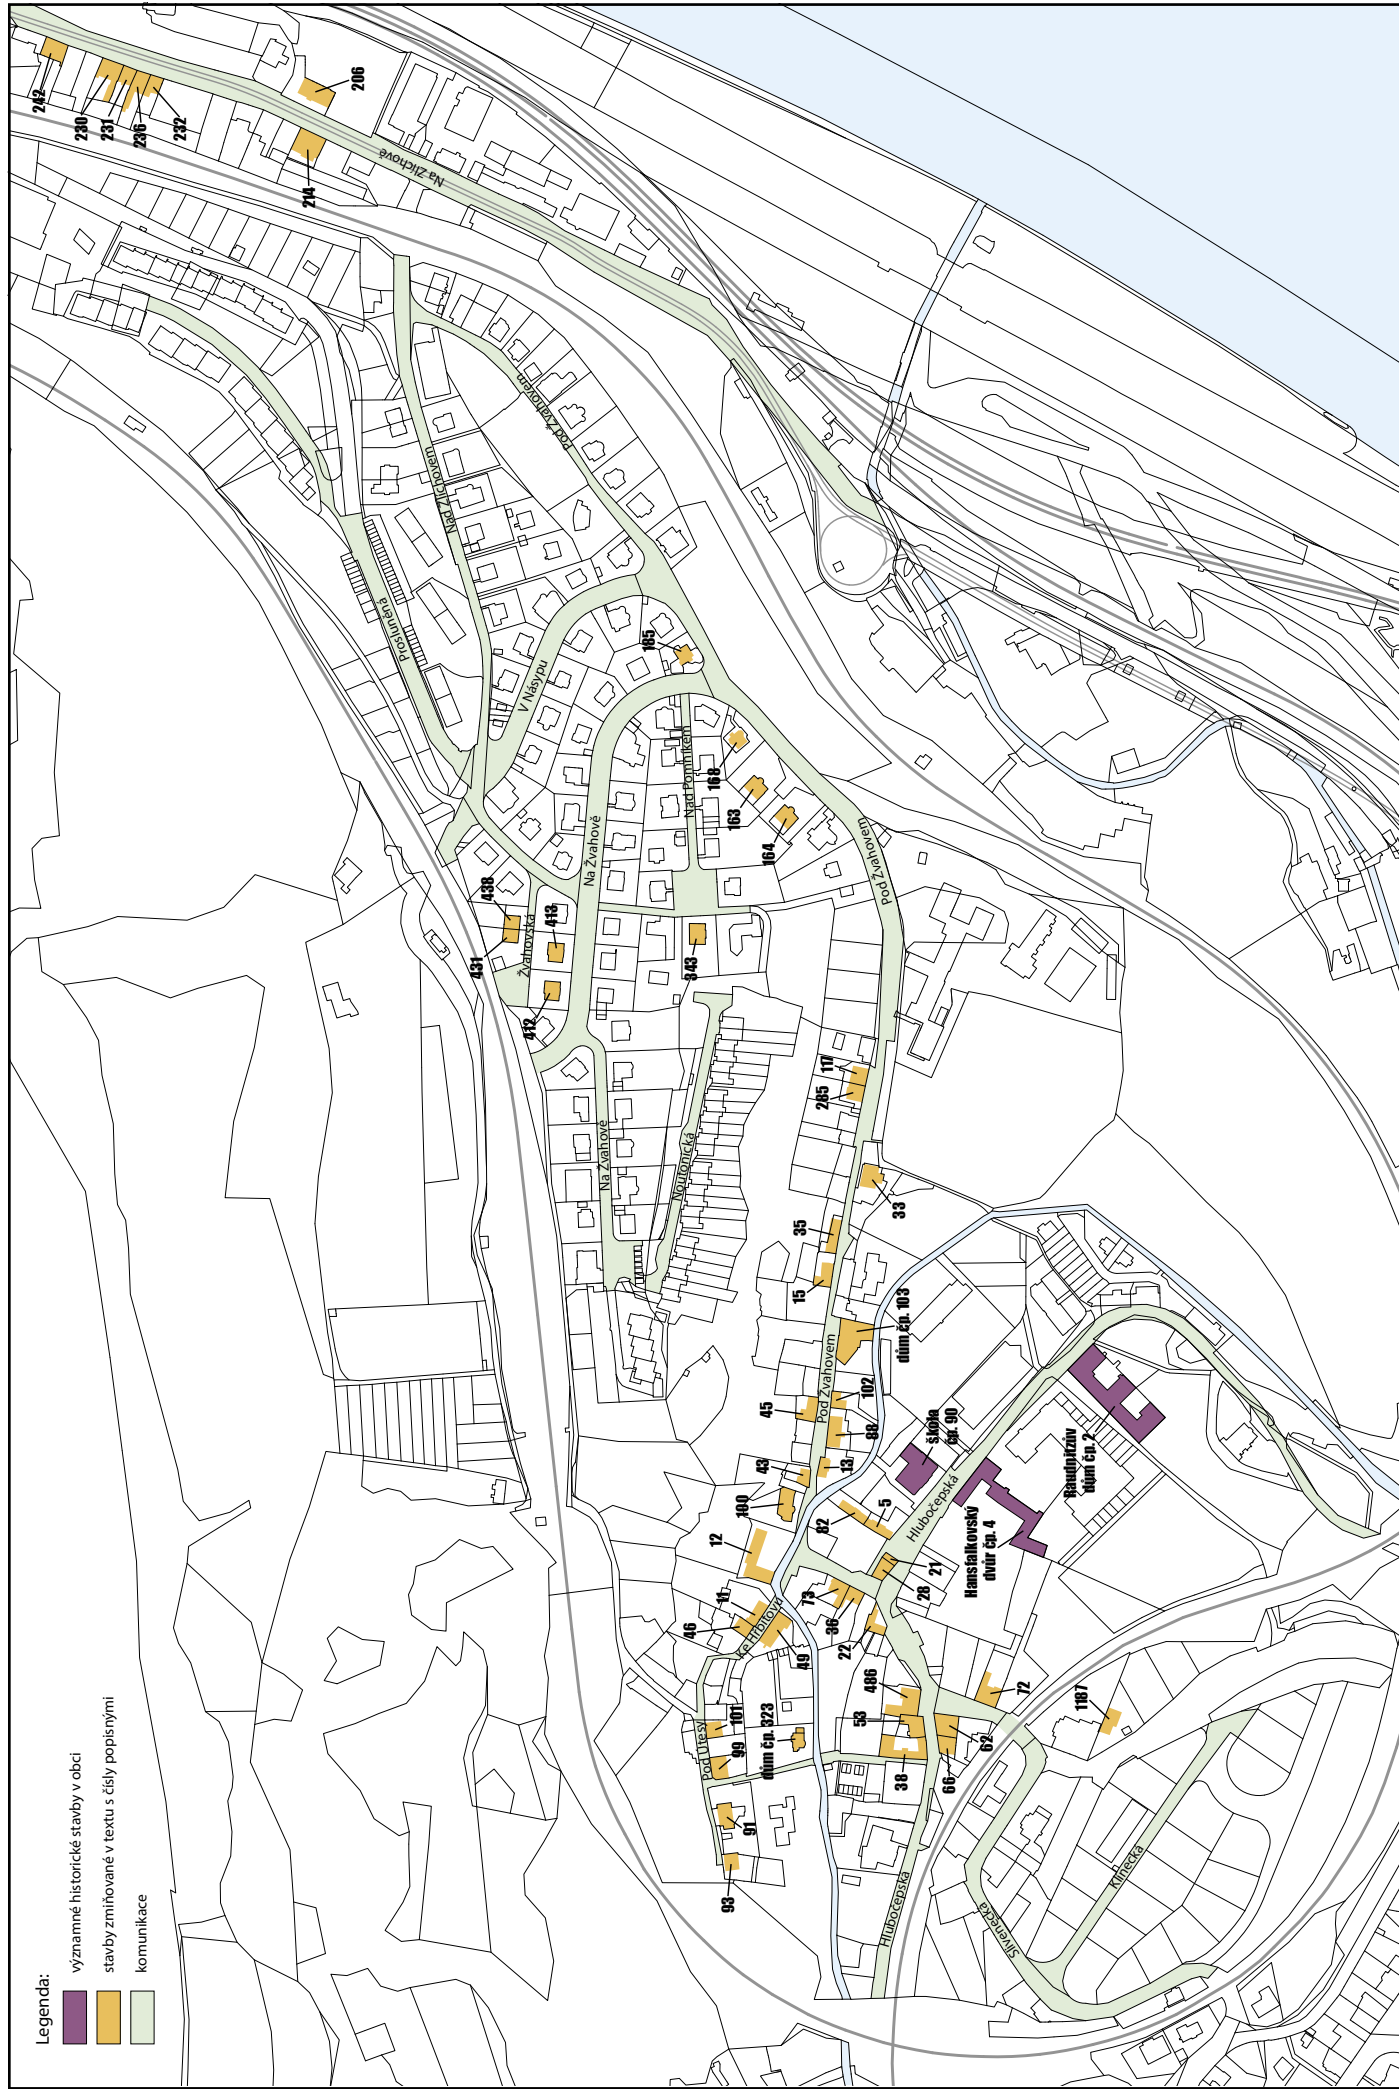 Legenda:
významné historické stavby v obci
stavby zmiňované v textu s čísly popisnými
komunikace
242
230
231
236
232
206
214
Na Zlíchově
Pod Žvahovem
Nad Zlíchovem
Prosluněná
V Násypu
185
Nad Pomníkem
168
163
164
Na Žvahově
Pod Žvahovem
438
431
Žvahovská
413
412
343
Na Žvahově
Noutonická
117
285
33
35
15
dům čp. 103
Pod Žvahovem
102
45
88
13
43
100
škola
čp. 90
Raudnitzův
dům čp. 2
Hanstalkovský
dvůr čp. 4
Hlubočepská
82
5
12
21
28
73
36
22
11
46
Ke Hřbitovu
49
486
53
72
1187
101
99
Pod Útesy
dům čp. 323
38
62
66
91
93
Hlubočepská
Slivenecká
Klínecká